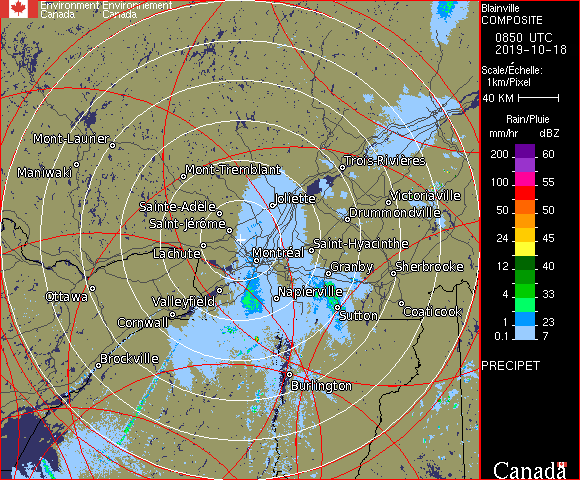 Environment Environnement
Canada Canada
Blainville
COMPOSITE
0850 UTC
2019-10-18
Scale/Échelle:
1km/Pixel
40 KM
Rain/Pluie
mm/hr dBZ
200 60
150 57
100 55
50 50
24 45
12 40
4 33
1 23
0.1 7
PRECIPET
Canada
Mont-Laurier
Maniwaki
Mont-Tremblant
Trois-Rivières
Sainte-Adèle
Joliette
Victoriaville
Drummondville
Saint-Jérôme
Lachute
Montréal
Saint-Hyacinthe
Granby
Sherbrooke
Ottawa
Valleyfield
Napierville
Cornwall
Sutton
Coaticook
Brockville
Burlington